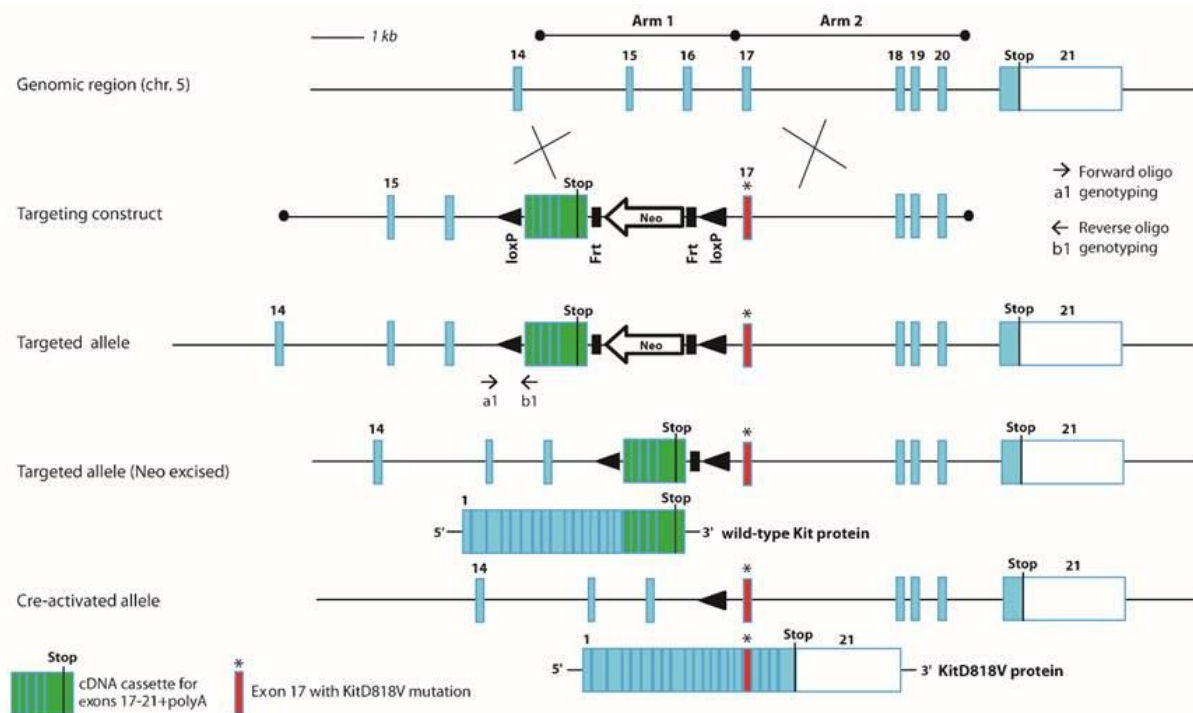 Arm 1 Arm 2
1 kb
14 15 16 17 18 19 20 Stop 21
Genomic region (chr. 5)
17
15 Stop *
Targeting construct
Neo
loxP Frt Frt loxP
→ Forward oligo
a1 genotyping
← Reverse oligo
b1 genotyping
14 Stop * Stop 21
Targeted allele
Neo
a1 b1
14 Stop * Stop 21
Targeted allele (Neo excised)
1 Stop
5' 3' wild-type Kit protein
14 * Stop 21
Cre-activated allele
1 * Stop 21
5' 3' KitD818V protein
Stop
cDNA cassette for
exons 17-21+polyA
*
Exon 17 with KitD818V mutation